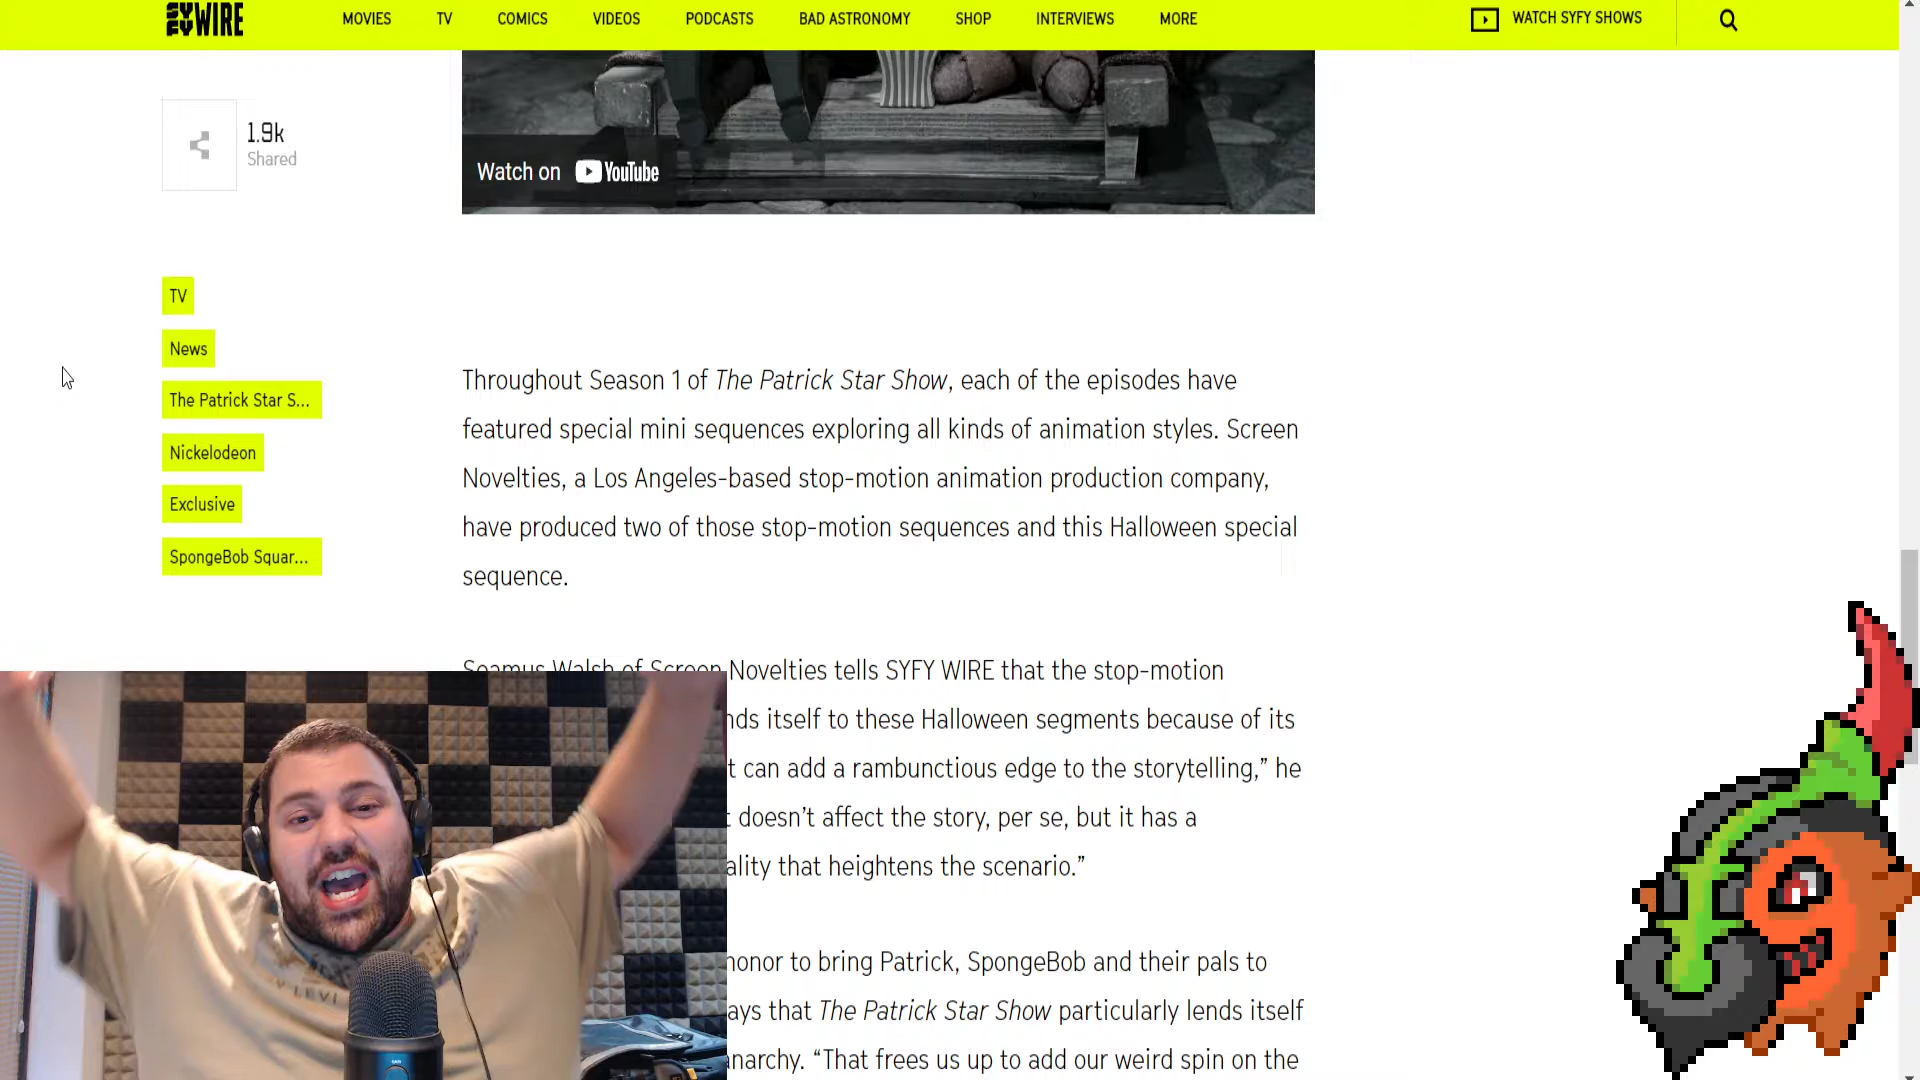 SYFY WIRE
MOVIES TV COMICS VIDEOS PODCASTS BAD ASTRONOMY SHOP INTERVIEWS MORE WATCH SYFY SHOWS
1.9k
Shared
Watch on YouTube
TV
News
The Patrick Star S...
Nickelodeon
Exclusive
SpongeBob Squar...
Throughout Season 1 of The Patrick Star Show, each of the episodes have
featured special mini sequences exploring all kinds of animation styles. Screen
Novelties, a Los Angeles-based stop-motion animation production company,
have produced two of those stop-motion sequences and this Halloween special
sequence.
Seamus Walsh of Screen Novelties tells SYFY WIRE that the stop-motion
nds itself to these Halloween segments because of its
t can add a rambunctious edge to the storytelling,” he
t doesn’t affect the story, per se, but it has a
ality that heightens the scenario.”
honor to bring Patrick, SpongeBob and their pals to
ays that The Patrick Star Show particularly lends itself
narchy. “That frees us up to add our weird spin on the
LEVI